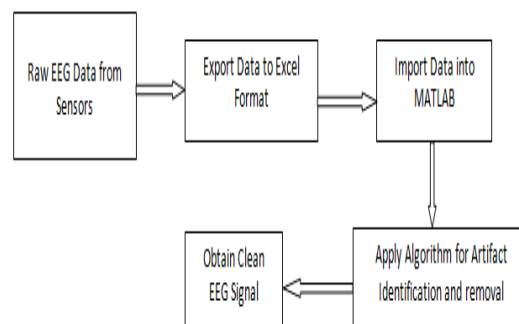 Raw EEG Data from
Sensors
Export Data to Excel
Format
Import Data into
MATLAB
Apply Algorithm for Artifact
Identification and removal
Obtain Clean
EEG Signal